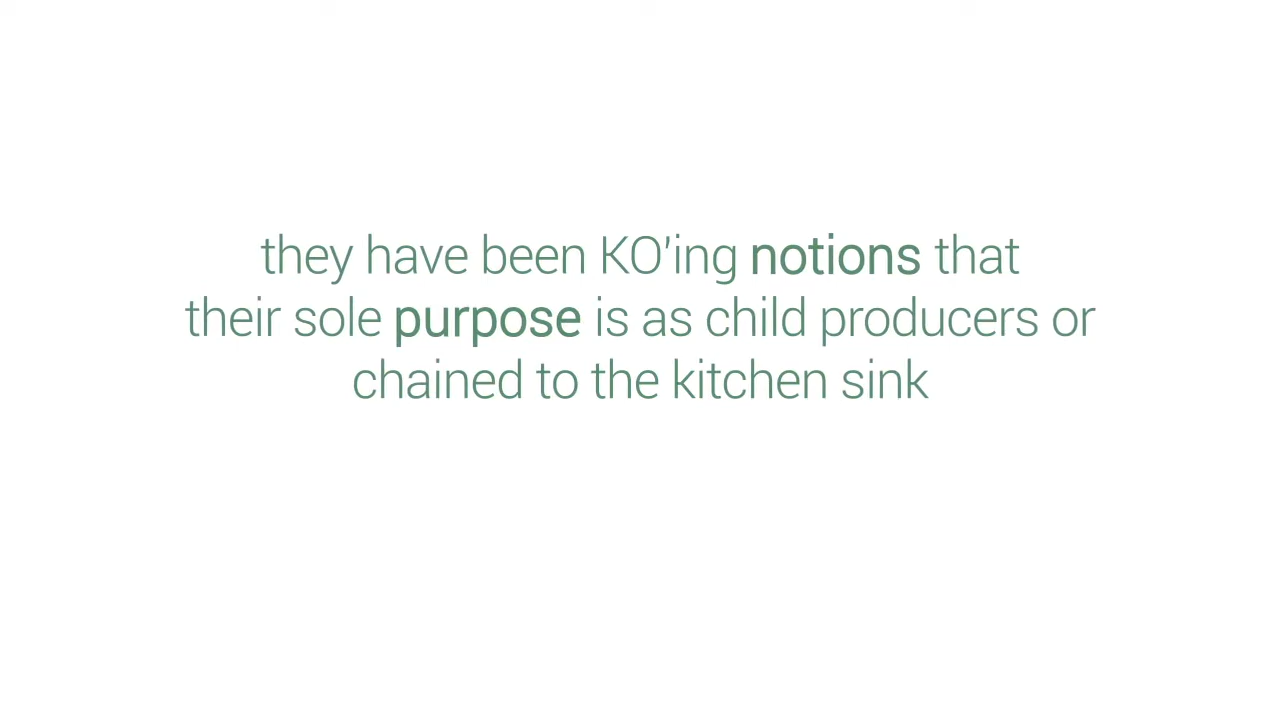 they have been KO'ing notions that
their sole purpose is as child producers or
chained to the kitchen sink